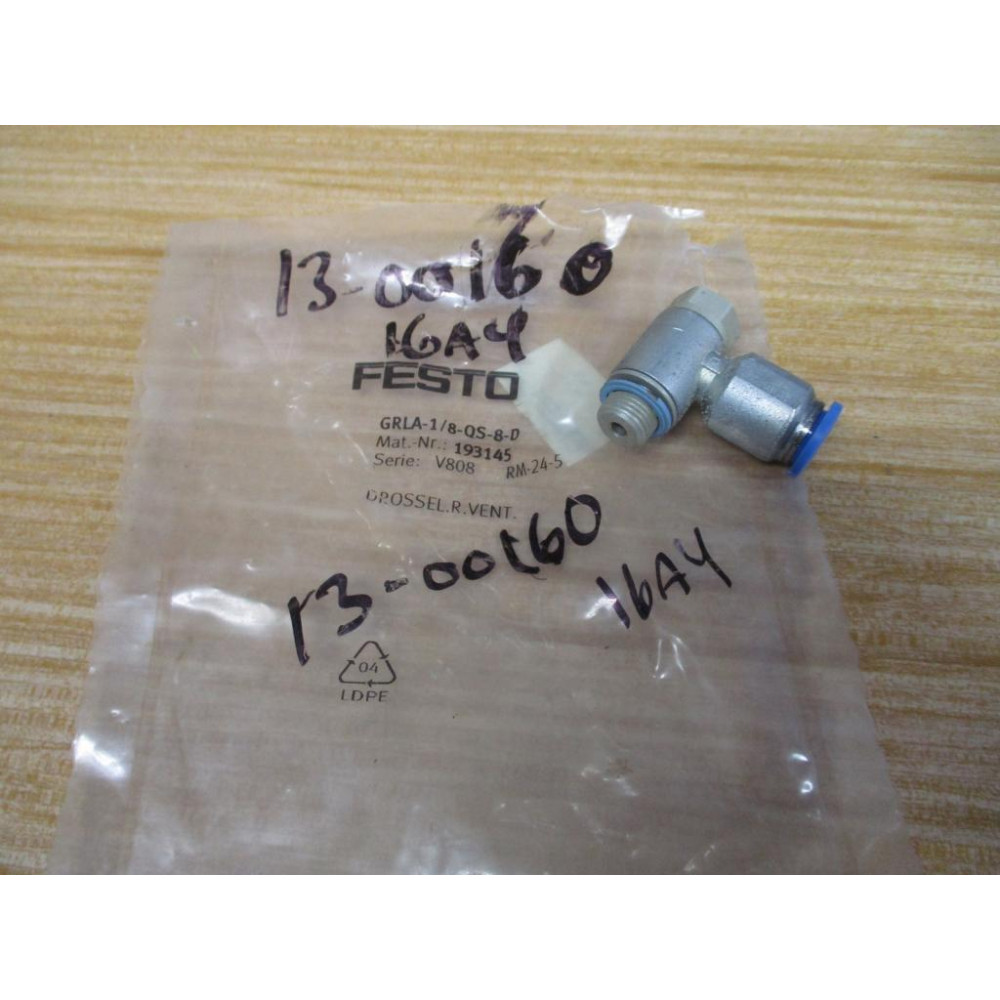 13-00160
16A4
FESTO
GRLA-1/8-QS-8-D
Mat.-Nr.: 193145
Serie: V808 RM-24-5
DROSSEL.R.VENT.
13-00160
16A4
04
LDPE